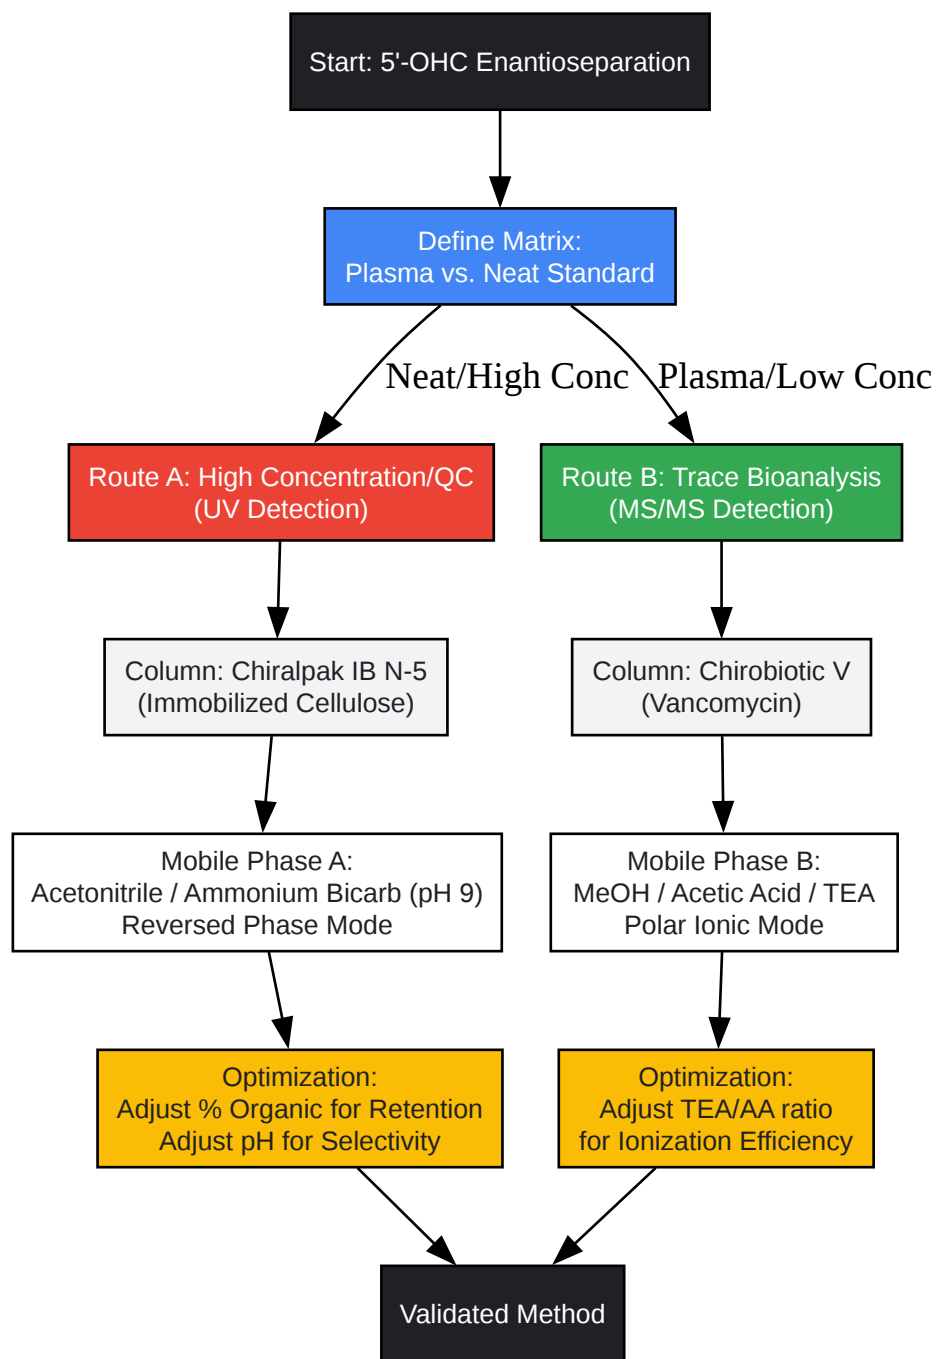 Start: 5'-OHC Enantioseparation
Define Matrix:
Plasma vs. Neat Standard
Neat/High Conc
Plasma/Low Conc
Route A: High Concentration/QC
(UV Detection)
Route B: Trace Bioanalysis
(MS/MS Detection)
Column: Chiralpak IB N-5
(Immobilized Cellulose)
Column: Chirobiotic V
(Vancomycin)
Mobile Phase A:
Acetonitrile / Ammonium Bicarb (pH 9)
Reversed Phase Mode
Mobile Phase B:
MeOH / Acetic Acid / TEA
Polar Ionic Mode
Optimization:
Adjust % Organic for Retention
Adjust pH for Selectivity
Optimization:
Adjust TEA/AA ratio
for Ionization Efficiency
Validated Method